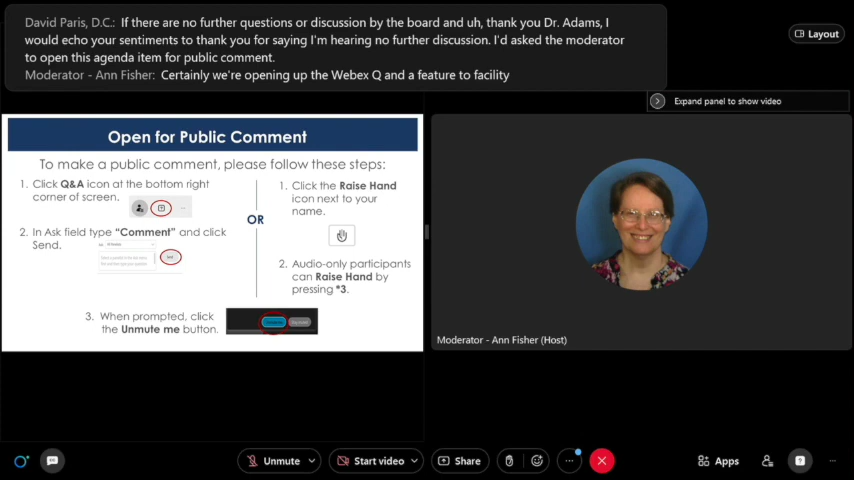 David Paris, D.C.: If there are no further questions or discussion by the board and uh, thank you Dr. Adams, I
would echo your sentiments to thank you for saying I'm hearing no further discussion. I'd asked the moderator
to open this agenda item for public comment.
Moderator - Ann Fisher: Certainly we're opening up the Webex Q and a feature to facility
Layout
Expand panel to show video
Open for Public Comment
To make a public comment, please follow these steps:
1. Click Q&A icon at the bottom right
corner of screen.
2. In Ask field type “Comment” and click
Send.
OR
1. Click the Raise Hand
icon next to your
name.
2. Audio-only participants
can Raise Hand by
pressing *3.
3. When prompted, click
the Unmute me button.
Moderator - Ann Fisher (Host)
Unmute
Start video
Share
Apps